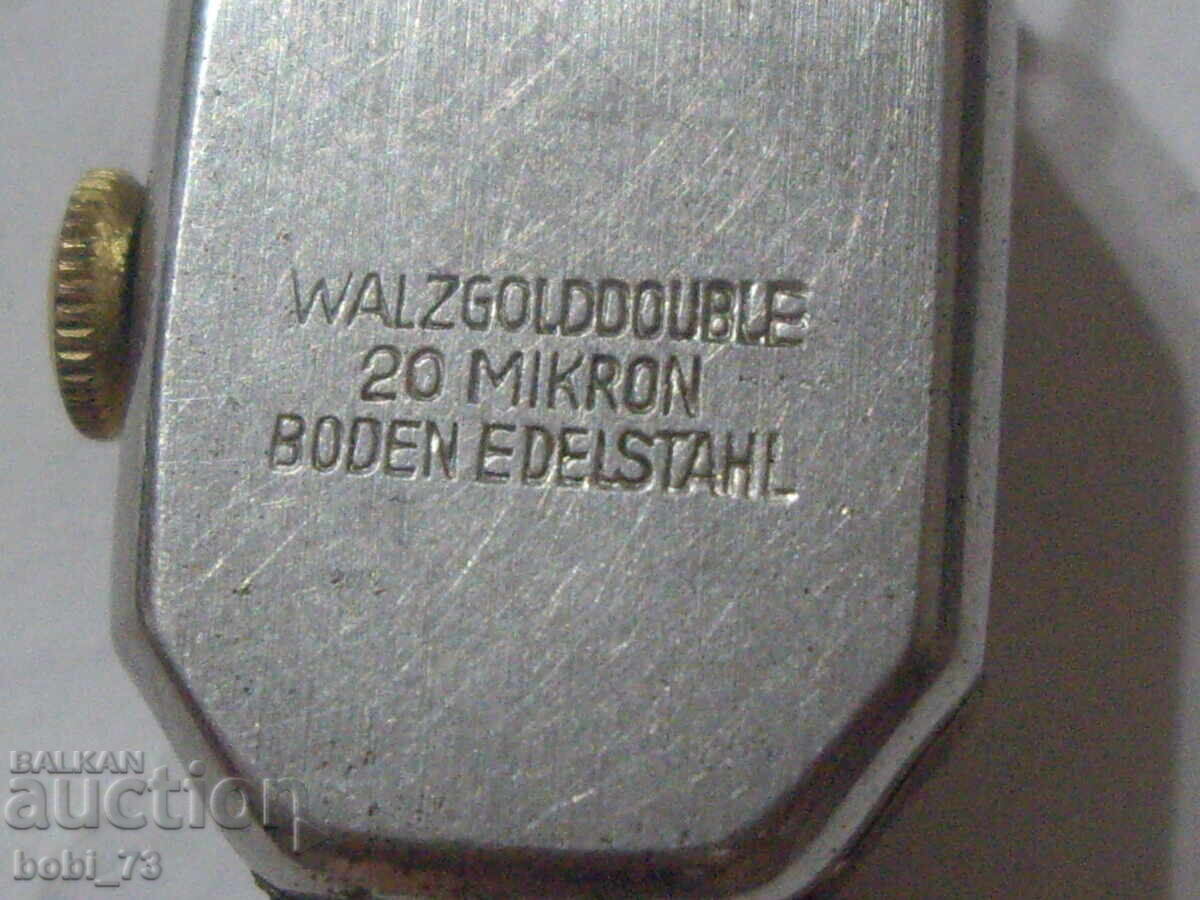 WALZGOLDDOUBLE
20 MIKRON
BODEN EDELSTAHL
BALKAN
auction
bobi_73